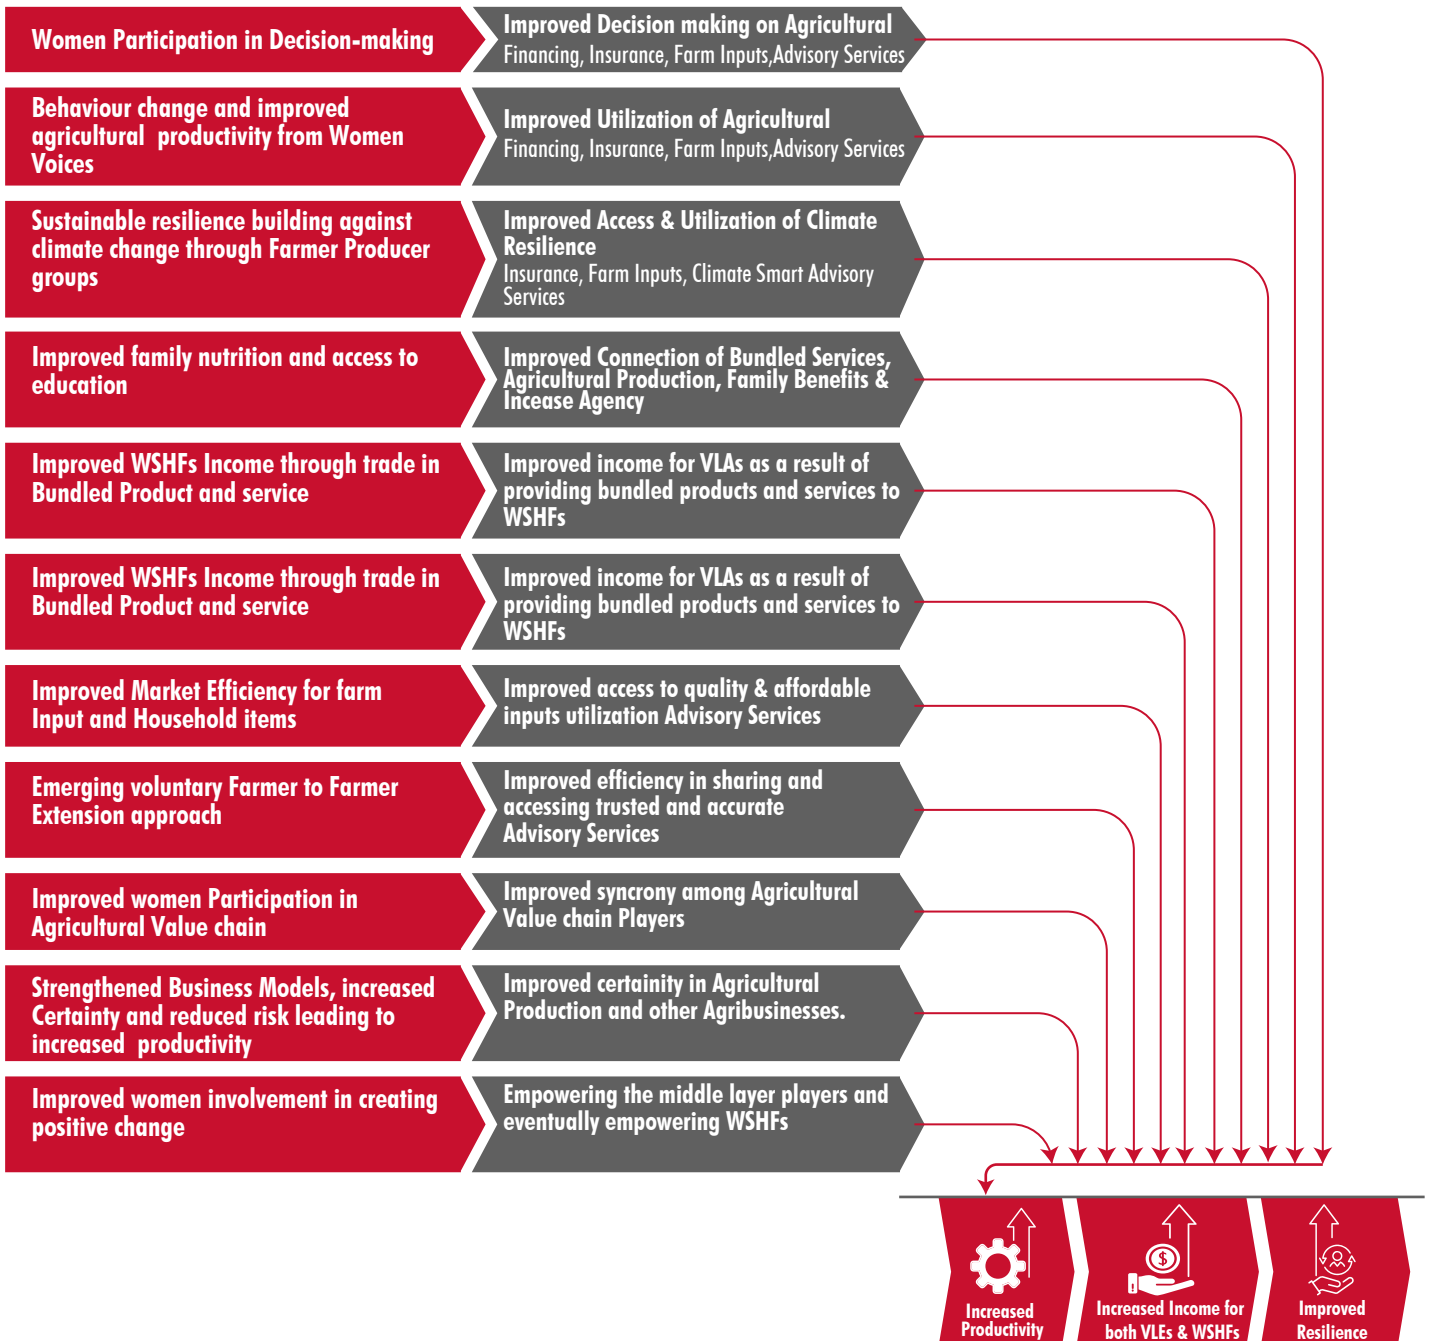 Women Participation in Decision-making
Improved Decision making on Agricultural
Financing, Insurance, Farm Inputs,Advisory Services
Behaviour change and improved
agricultural productivity from Women
Voices
Improved Utilization of Agricultural
Financing, Insurance, Farm Inputs,Advisory Services
Sustainable resilience building against
climate change through Farmer Producer
groups
Improved Access & Utilization of Climate
Resilience
Insurance, Farm Inputs, Climate Smart Advisory
Services
Improved family nutrition and access to
education
Improved Connection of Bundled Services,
Agricultural Production, Family Benefits &
Incease Agency
Improved WSHFs Income through trade in
Bundled Product and service
Improved income for VLAs as a result of
providing bundled products and services to
WSHFs
Improved WSHFs Income through trade in
Bundled Product and service
Improved income for VLAs as a result of
providing bundled products and services to
WSHFs
Improved Market Efficiency for farm
Input and Household items
Improved access to quality & affordable
inputs utilization Advisory Services
Emerging voluntary Farmer to Farmer
Extension approach
Improved efficiency in sharing and
accessing trusted and accurate
Advisory Services
Improved women Participation in
Agricultural Value chain
Improved syncrony among Agricultural
Value chain Players
Strengthened Business Models, increased
Certainty and reduced risk leading to
increased productivity
Improved certainity in Agricultural
Production and other Agribusinesses.
Improved women involvement in creating
positive change
Empowering the middle layer players and
eventually empowering WSHFs
$
Increased
Productivity
Increased Income for
both VLEs & WSHFs
Improved
Resilience